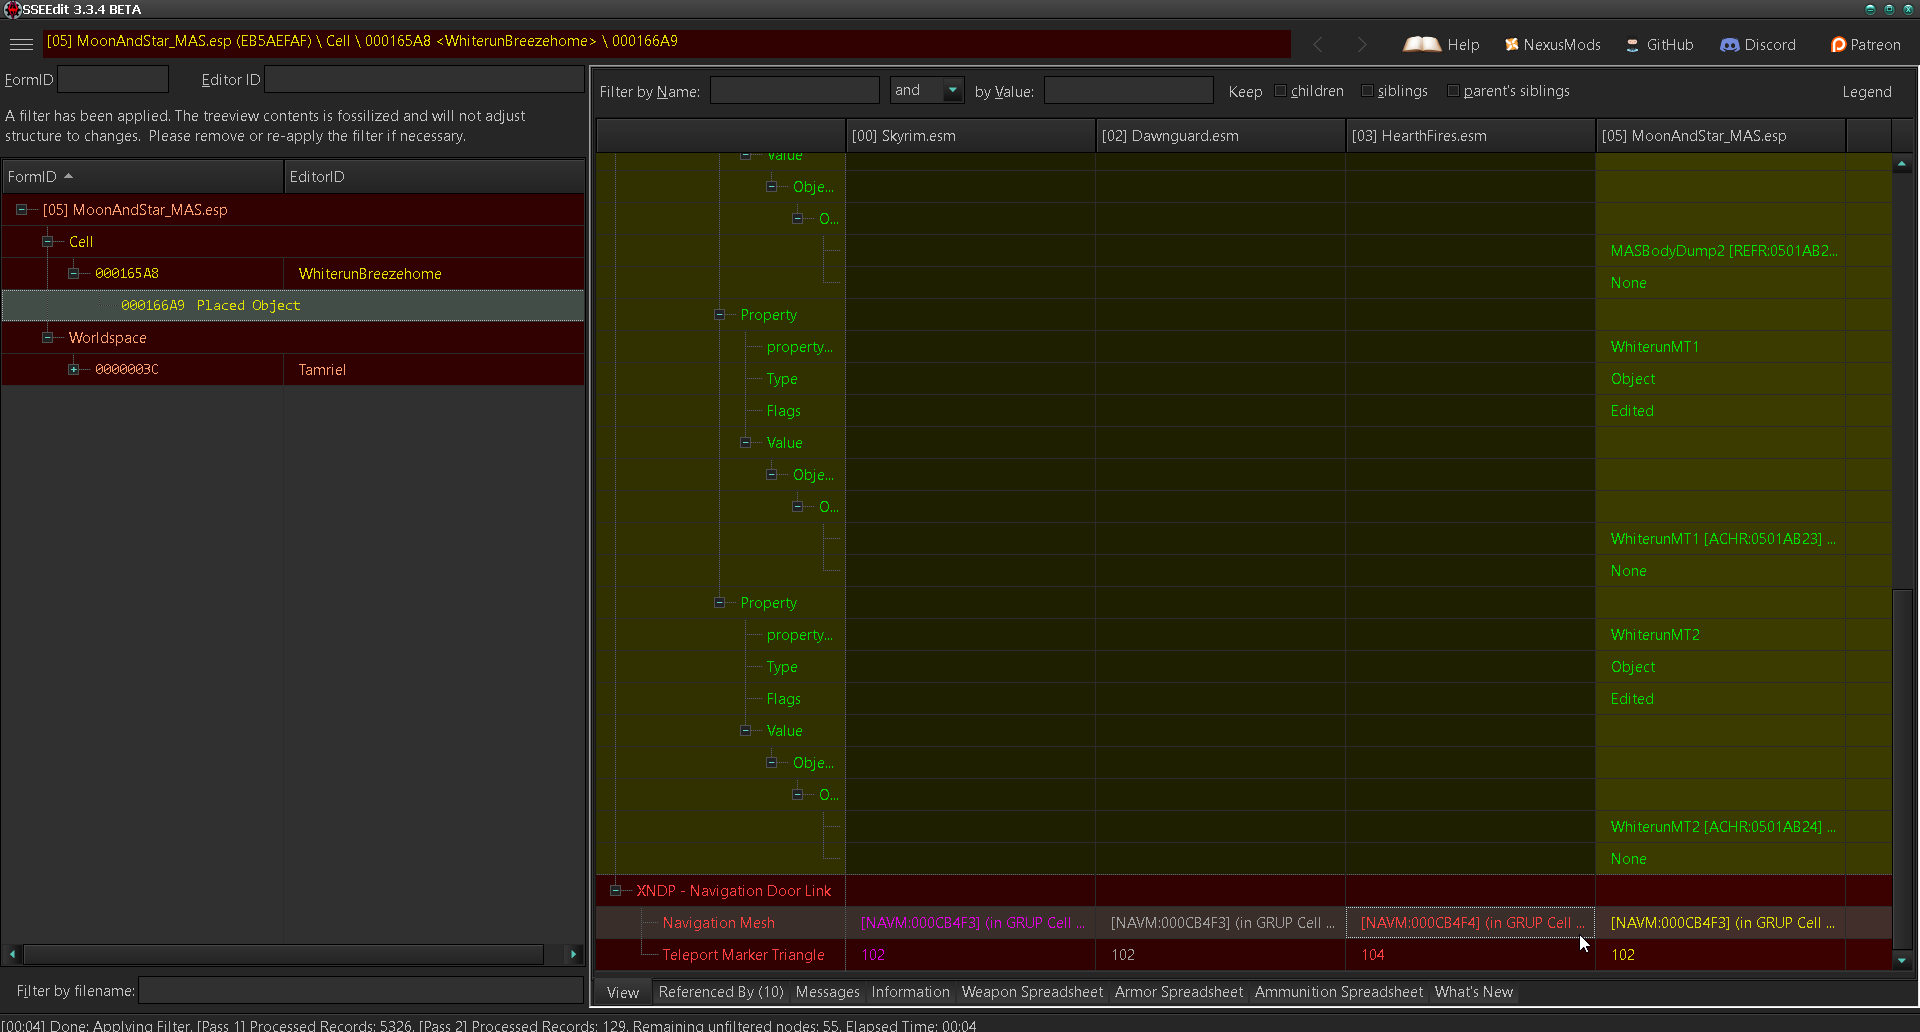 SSEEdit 3.3.4 BETA
[05] MoonAndStar_MAS.esp (EB5AEFAF) \ Cell \ 000165A8 <WhiterunBreezehome> \ 000166A9
Help NexusMods GitHub Discord Patreon
FormID Editor ID
A filter has been applied. The treeview contents is fossilized and will not adjust
structure to changes. Please remove or re-apply the filter if necessary.
FormID EditorID
[05] MoonAndStar_MAS.esp
Cell
000165A8 WhiterunBreezehome
000166A9 Placed Object
Worldspace
0000003C Tamriel
Filter by filename:
Filter by Name: and by Value: Keep children siblings parent's siblings Legend
[00] Skyrim.esm [02] Dawnguard.esm [03] HearthFires.esm [05] MoonAndStar_MAS.esp
Value
Obje...
O...
MASBodyDump2 [REFR:0501AB2...
None
Property
property... WhiterunMT1
Type Object
Flags Edited
Value
Obje...
O...
WhiterunMT1 [ACHR:0501AB23] ...
None
Property
property... WhiterunMT2
Type Object
Flags Edited
Value
Obje...
O...
WhiterunMT2 [ACHR:0501AB24] ...
None
XNDP - Navigation Door Link
Navigation Mesh [NAVM:000CB4F3] (in GRUP Cell ... [NAVM:000CB4F3] (in GRUP Cell ... [NAVM:000CB4F4] (in GRUP Cell ... [NAVM:000CB4F3] (in GRUP Cell ...
Teleport Marker Triangle 102 102 104 102
View Referenced By (10) Messages Information Weapon Spreadsheet Armor Spreadsheet Ammunition Spreadsheet What's New
[00:04] Done: Applying Filter, [Pass 1] Processed Records: 5326, [Pass 2] Processed Records: 129, Remaining unfiltered nodes: 55, Elapsed Time: 00:04